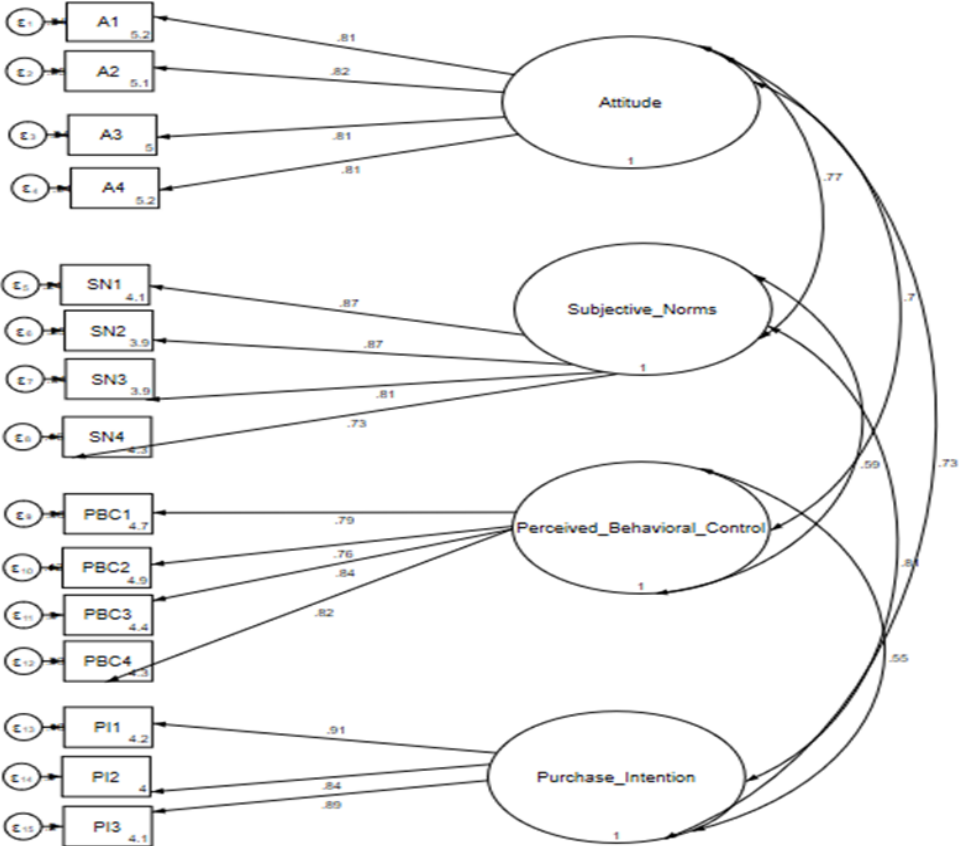 ε1 A1 5.2
.81
ε2 A2 5.1
.82
Attitude
1
ε3 A3 5
.81
ε4 A4 5.2
.81
.77
ε5 SN1 4.1
.87
Subjective_Norms
1
.7
ε6 SN2 3.9
.87
ε7 SN3 3.9
.81
ε8 SN4 4.3
.73
.59
.73
ε9 PBC1 4.7
.79
Perceived_Behavioral_Control
1
ε10 PBC2 4.9
.76
.84
.81
ε11 PBC3 4.4
.82
ε12 PBC4 4.3
.55
ε13 PI1 4.2
.91
ε14 PI2 4
.84
Purchase_Intention
1
.89
ε15 PI3 4.1